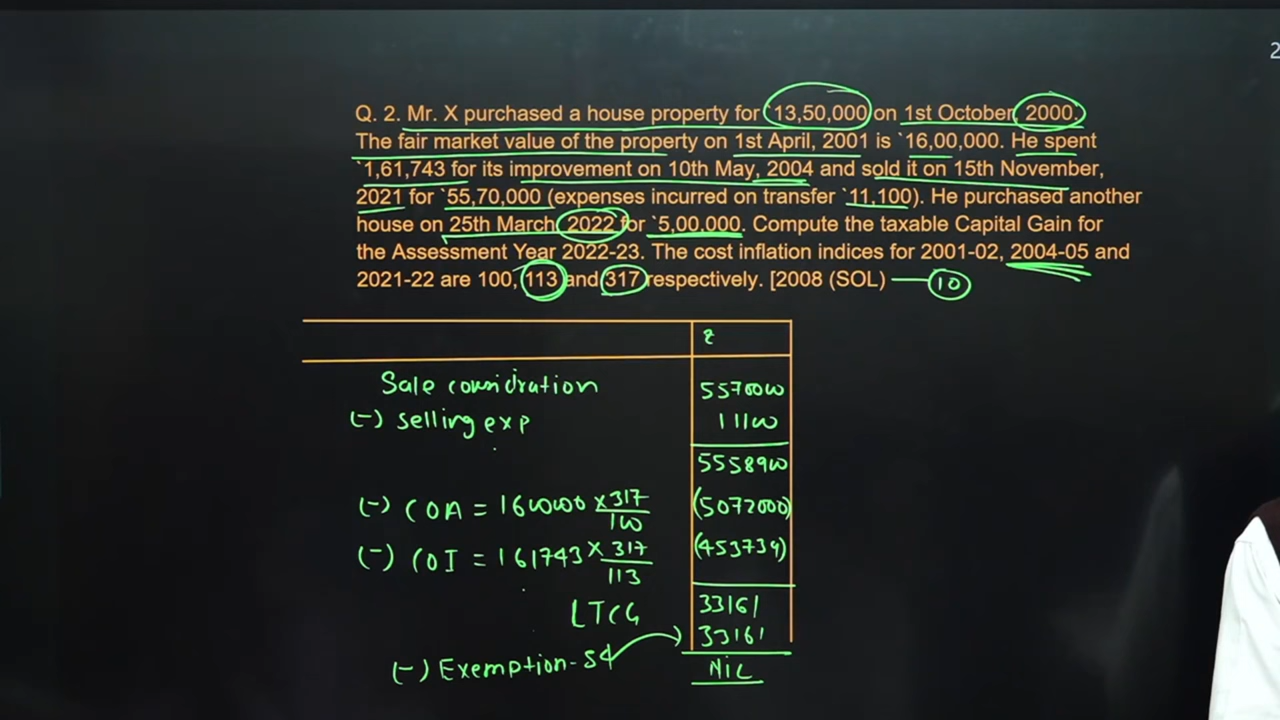 2
Q. 2. Mr. X purchased a house property for `13,50,000 on 1st October, 2000.
The fair market value of the property on 1st April, 2001 is `16,00,000. He spent
`1,61,743 for its improvement on 10th May, 2004 and sold it on 15th November,
2021 for `55,70,000 (expenses incurred on transfer `11,100). He purchased another
house on 25th March, 2022 for `5,00,000. Compute the taxable Capital Gain for
the Assessment Year 2022-23. The cost inflation indices for 2001-02, 2004-05 and
2021-22 are 100, 113 and 317 respectively. [2008 (SOL) — 10
₹
Sale considration 5570000
(-) Selling exp 11100
5558900
(-) COA = 1600000 × 317/100 (5072000)
(-) COI = 161743 × 317/113 (453739)
LTCG 33161
(-) Exemption-54 33161
NIL